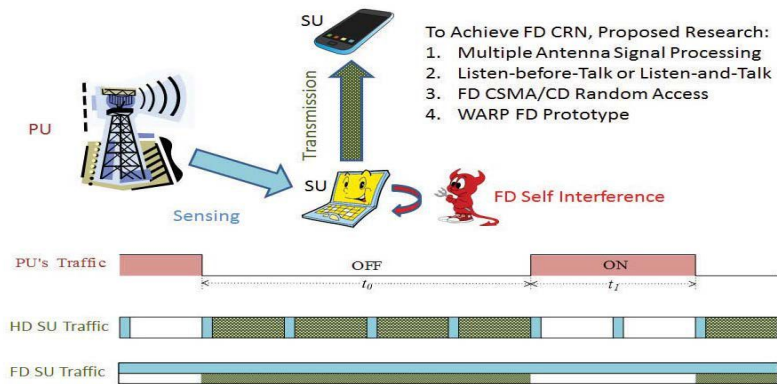 SU
To Achieve FD CRN, Proposed Research:
1. Multiple Antenna Signal Processing
2. Listen-before-Talk or Listen-and-Talk
3. FD CSMA/CD Random Access
4. WARP FD Prototype
PU
Transmission
SU
Sensing
FD Self Interference
PU's Traffic
OFF
ON
t0
t1
HD SU Traffic
FD SU Traffic